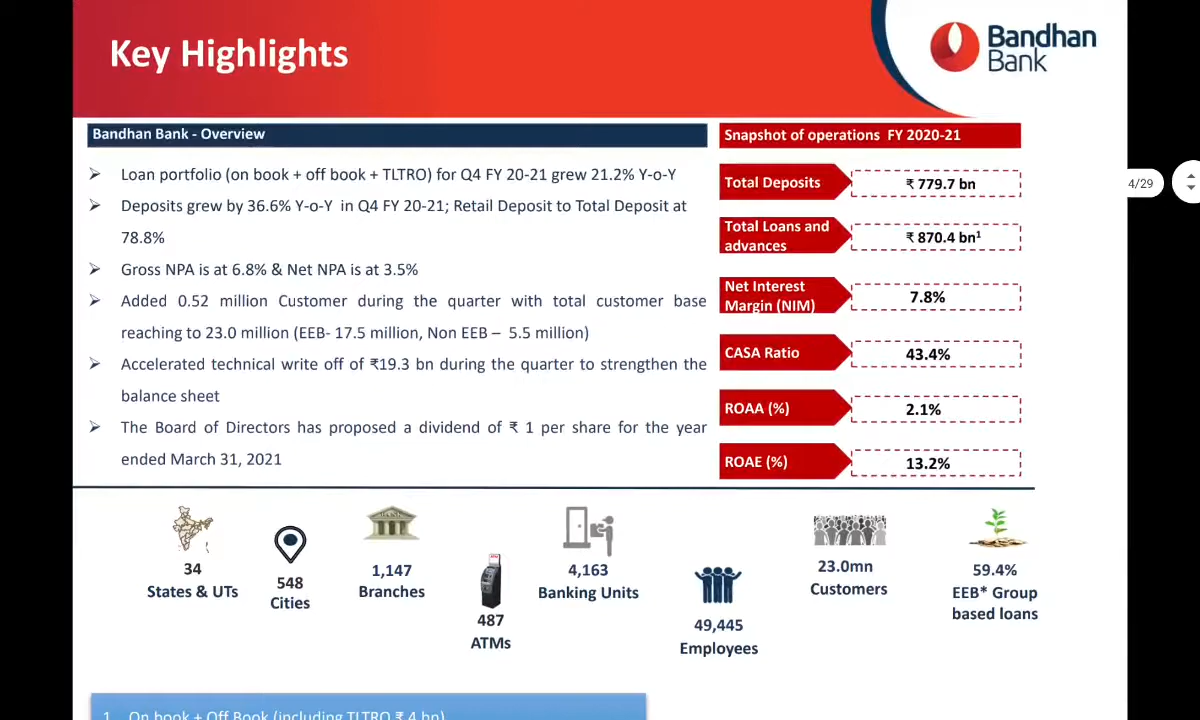 Key Highlights
Bandhan
Bank
Bandhan Bank - Overview
➢ Loan portfolio (on book + off book + TLTRO) for Q4 FY 20-21 grew 21.2% Y-o-Y
➢ Deposits grew by 36.6% Y-o-Y in Q4 FY 20-21; Retail Deposit to Total Deposit at
78.8%
➢ Gross NPA is at 6.8% & Net NPA is at 3.5%
➢ Added 0.52 million Customer during the quarter with total customer base
reaching to 23.0 million (EEB- 17.5 million, Non EEB – 5.5 million)
➢ Accelerated technical write off of ₹19.3 bn during the quarter to strengthen the
balance sheet
➢ The Board of Directors has proposed a dividend of ₹ 1 per share for the year
ended March 31, 2021
Snapshot of operations FY 2020-21
Total Deposits
₹ 779.7 bn
Total Loans and
advances
₹ 870.4 bn¹
Net Interest
Margin (NIM)
7.8%
CASA Ratio
43.4%
ROAA (%)
2.1%
ROAE (%)
13.2%
4/29
34
States & UTs
548
Cities
1,147
Branches
487
ATMs
4,163
Banking Units
49,445
Employees
23.0mn
Customers
59.4%
EEB* Group
based loans
1. On book + Off Book (including TLTRO ₹ 4 bn)